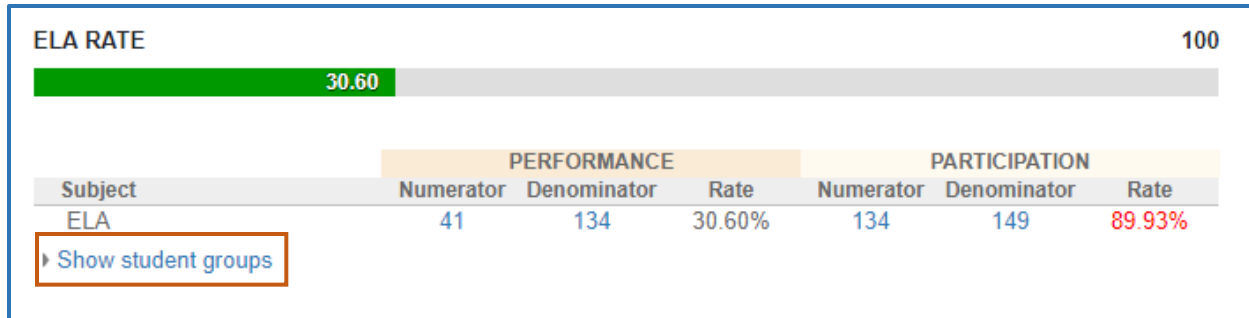 ELA RATE 100
30.60
PERFORMANCE PARTICIPATION
Subject Numerator Denominator Rate Numerator Denominator Rate
ELA 41 134 30.60% 134 149 89.93%
Show student groups